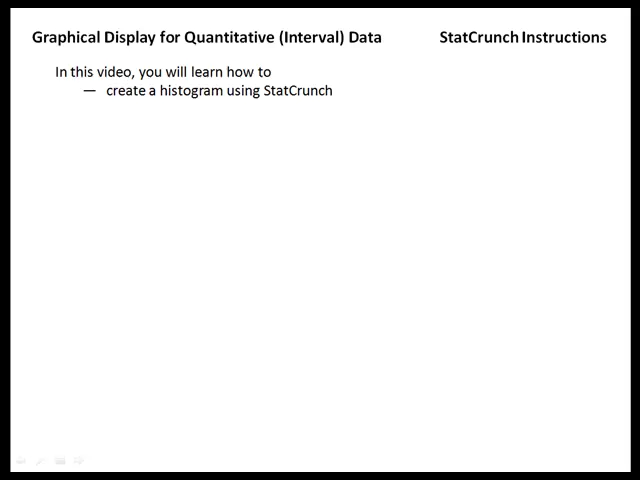 Graphical Display for Quantitative (Interval) Data StatCrunch Instructions
In this video, you will learn how to
— create a histogram using StatCrunch